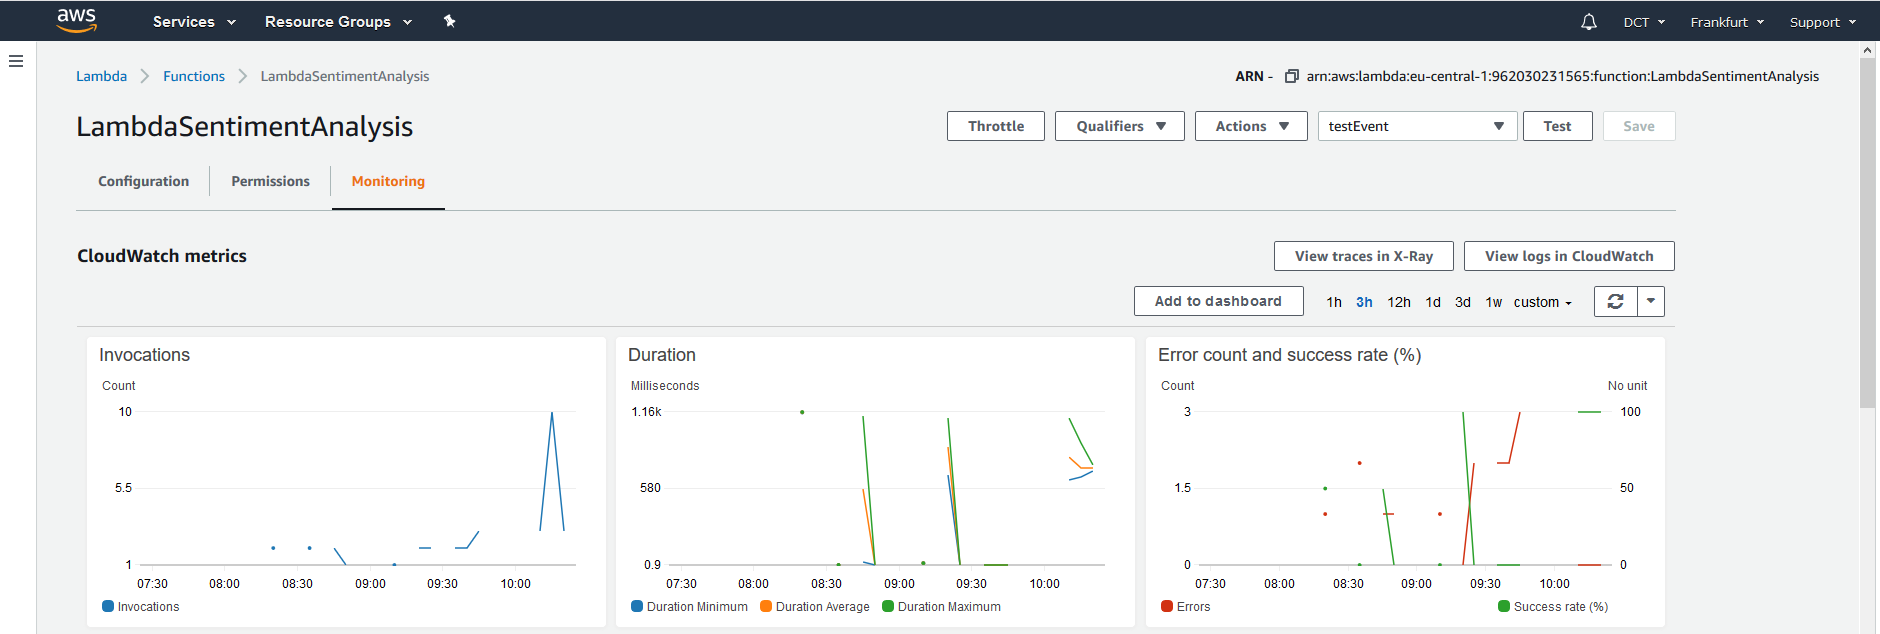 aws Services Resource Groups DCT Frankfurt Support
Lambda Functions LambdaSentimentAnalysis ARN - arn:aws:lambda:eu-central-1:962030231565:function:LambdaSentimentAnalysis
LambdaSentimentAnalysis Throttle Qualifiers Actions testEvent Test Save
Configuration Permissions Monitoring
CloudWatch metrics View traces in X-Ray View logs in CloudWatch
Add to dashboard 1h 3h 12h 1d 3d 1w custom
Invocations
Count
10
5.5
1
07:30 08:00 08:30 09:00 09:30 10:00
Invocations
Duration
Milliseconds
1.16k
580
0.9
07:30 08:00 08:30 09:00 09:30 10:00
Duration Minimum Duration Average Duration Maximum
Error count and success rate (%)
Count No unit
3 100
1.5 50
0 0
07:30 08:00 08:30 09:00 09:30 10:00
Errors Success rate (%)